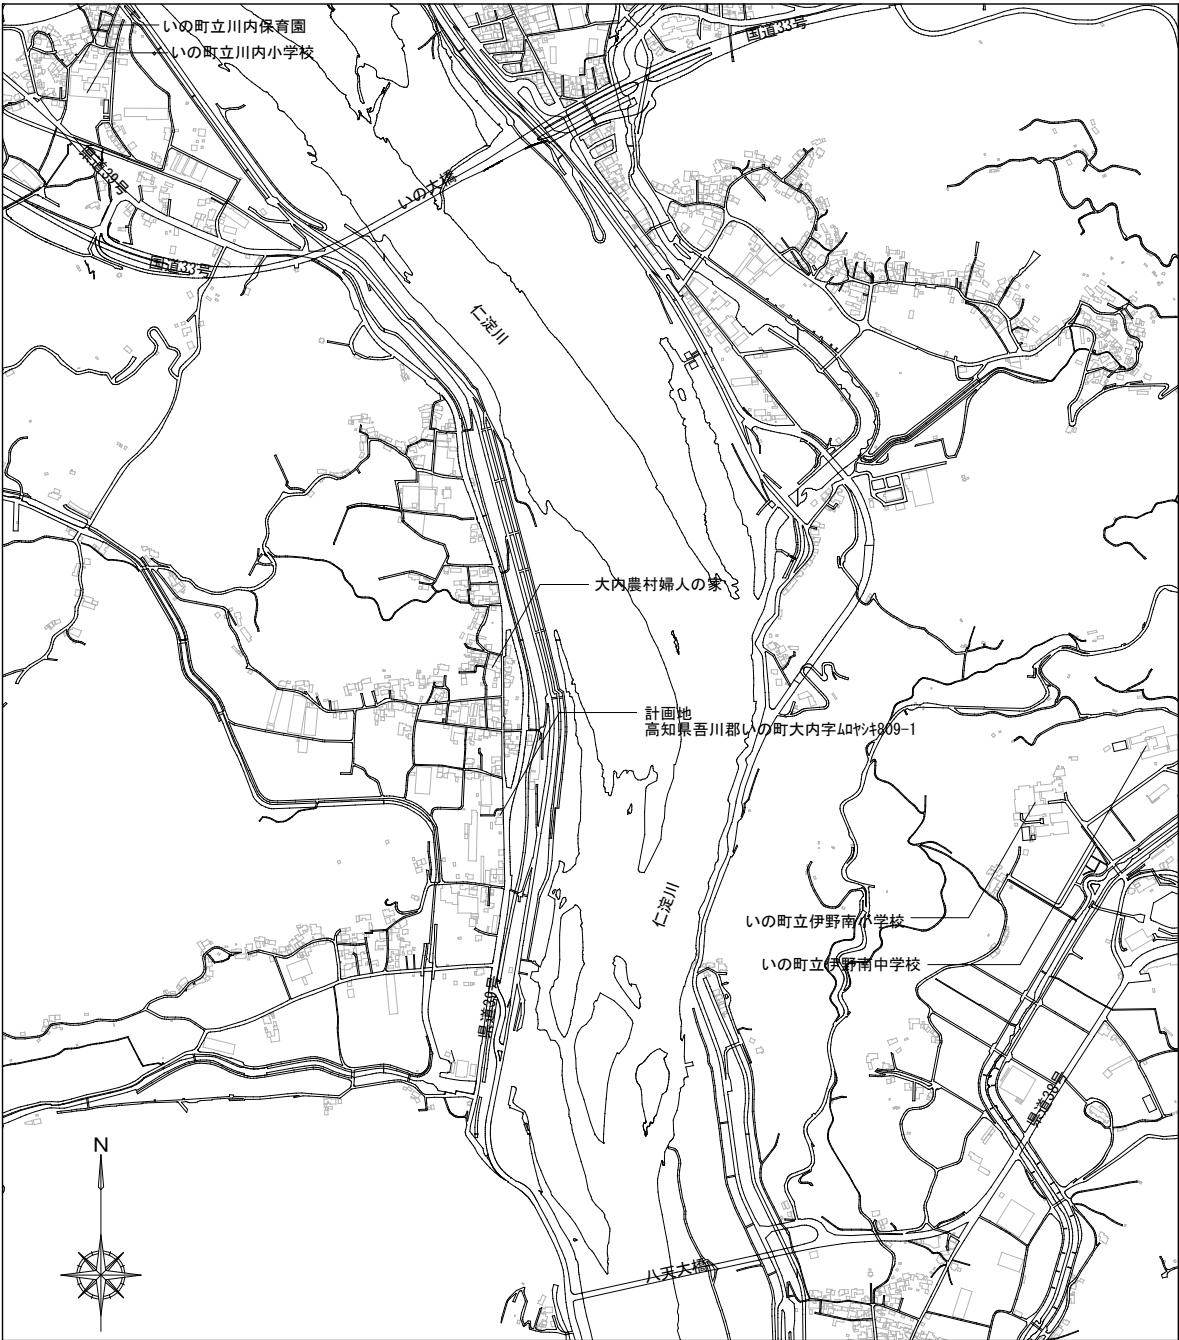 いの町立川内保育園
いの町立川内小学校
国道33号
県道39号
いの大橋
国道33号
仁淀川
大内農村婦人の家
計画地
高知県吾川郡いの町大内字ﾑﾛﾔｼｷ809-1
仁淀川
いの町立伊野南小学校
いの町立伊野南中学校
県道39号
県道38号
N
八天大橋